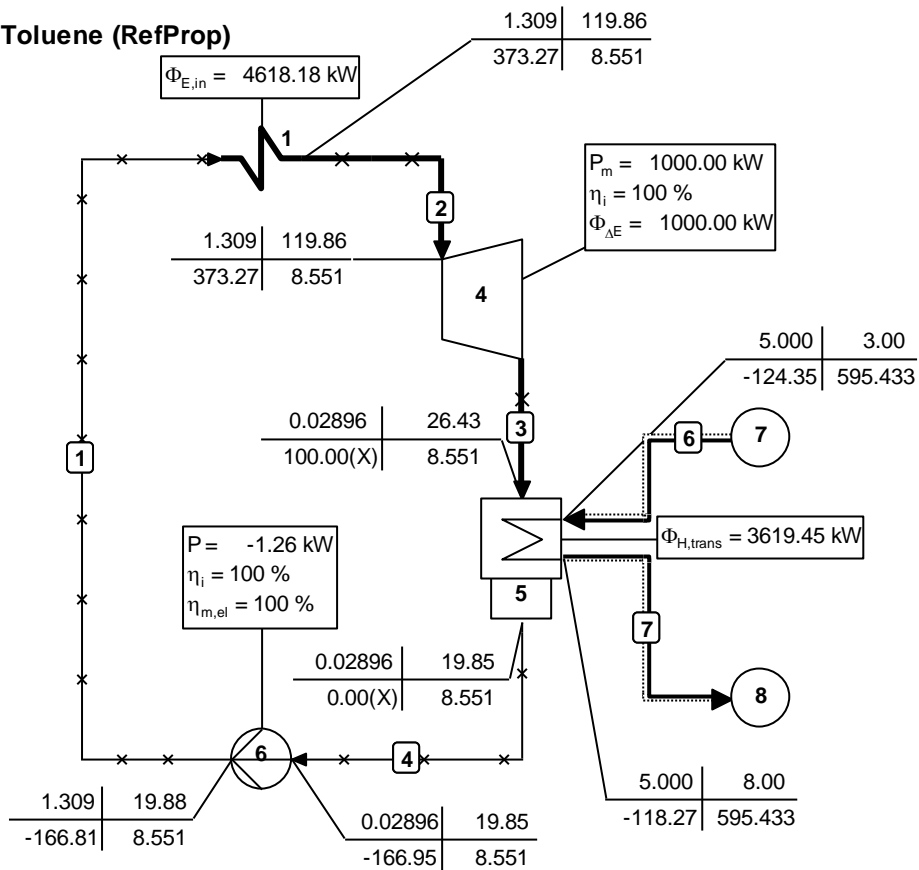 Toluene (RefProp)
1.309 119.86
373.27 8.551
Φ_E,in = 4618.18 kW
1
P_m = 1000.00 kW
η_i = 100 %
Φ_ΔE = 1000.00 kW
2
1.309 119.86
373.27 8.551
4
5.000 3.00
-124.35 595.433
0.02896 26.43
100.00(X) 8.551
3
6
7
1
P = -1.26 kW
η_i = 100 %
η_m,el = 100 %
Φ_H,trans = 3619.45 kW
5
7
0.02896 19.85
0.00(X) 8.551
8
6
4
1.309 19.88
-166.81 8.551
0.02896 19.85
-166.95 8.551
5.000 8.00
-118.27 595.433